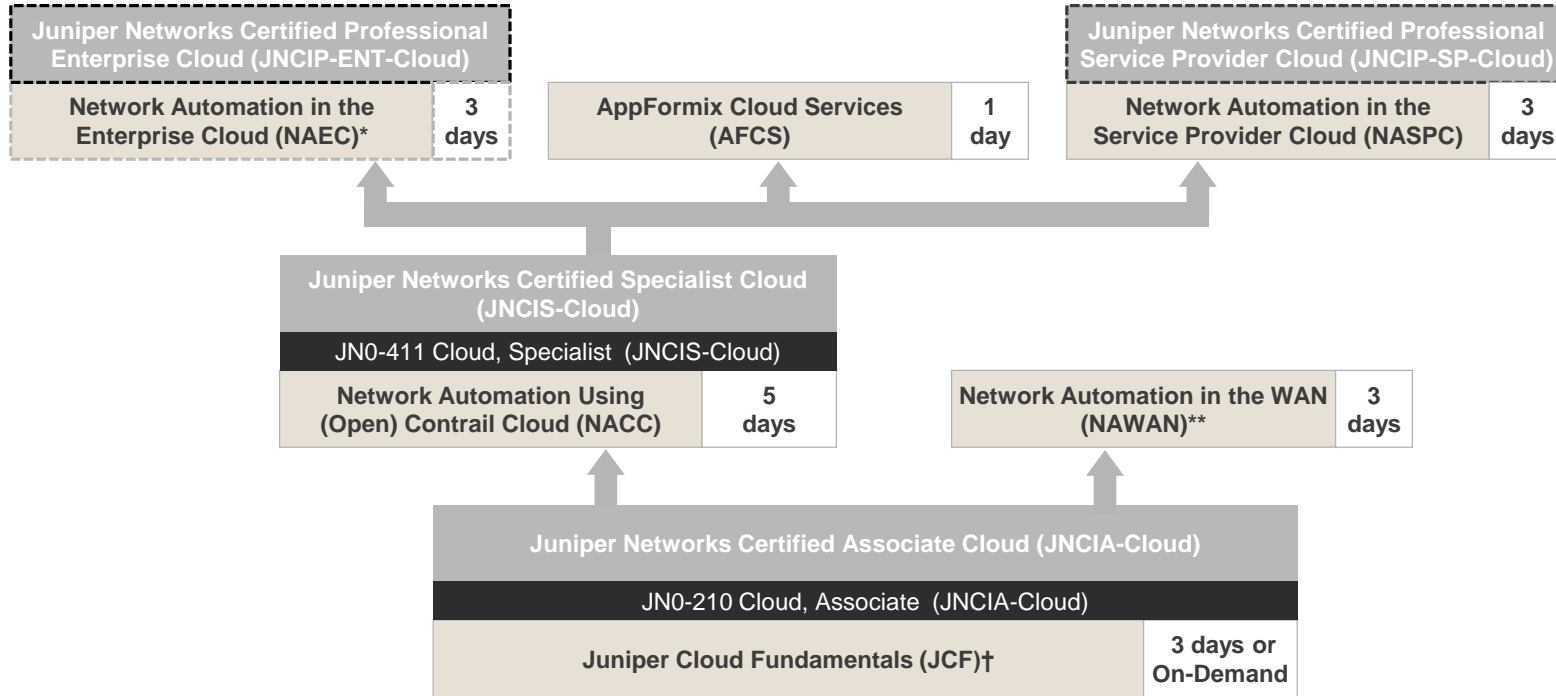 Juniper Networks Certified Professional
Enterprise Cloud (JNCIP-ENT-Cloud)
Network Automation in the
Enterprise Cloud (NAEC)*
3
days
AppFormix Cloud Services
(AFCS)
1
day
Juniper Networks Certified Professional
Service Provider Cloud (JNCIP-SP-Cloud)
Network Automation in the
Service Provider Cloud (NASPC)
3
days
Juniper Networks Certified Specialist Cloud
(JNCIS-Cloud)
JN0-411 Cloud, Specialist (JNCIS-Cloud)
Network Automation Using
(Open) Contrail Cloud (NACC)
5
days
Network Automation in the WAN
(NAWAN)**
3
days
Juniper Networks Certified Associate Cloud (JNCIA-Cloud)
JN0-210 Cloud, Associate (JNCIA-Cloud)
Juniper Cloud Fundamentals (JCF)†
3 days or
On-Demand